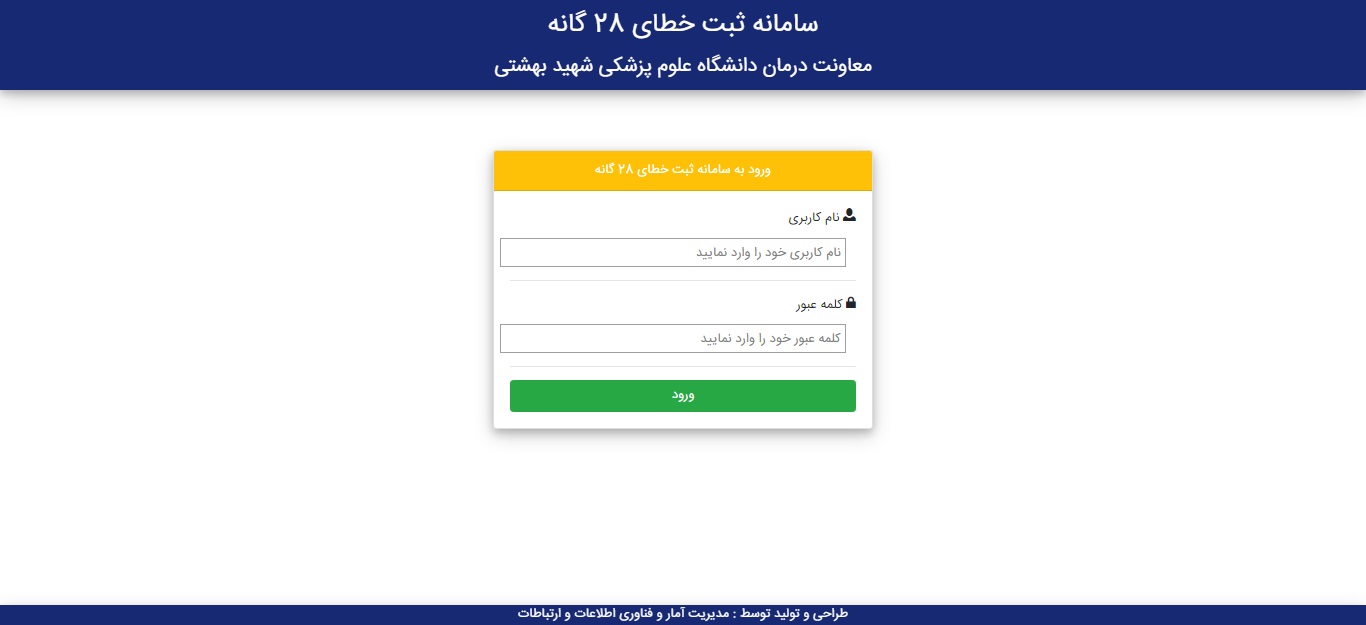 سامانه ثبت خطای ۲۸ گانه
معاونت درمان دانشگاه علوم پزشکی شهید بهشتی
ورود به سامانه ثبت خطای ۲۸ گانه
نام کاربری
نام کاربری خود را وارد نمایید
کلمه عبور
کلمه عبور خود را وارد نمایید
ورود
طراحی و تولید توسط : مدیریت آمار و فناوری اطلاعات و ارتباطات